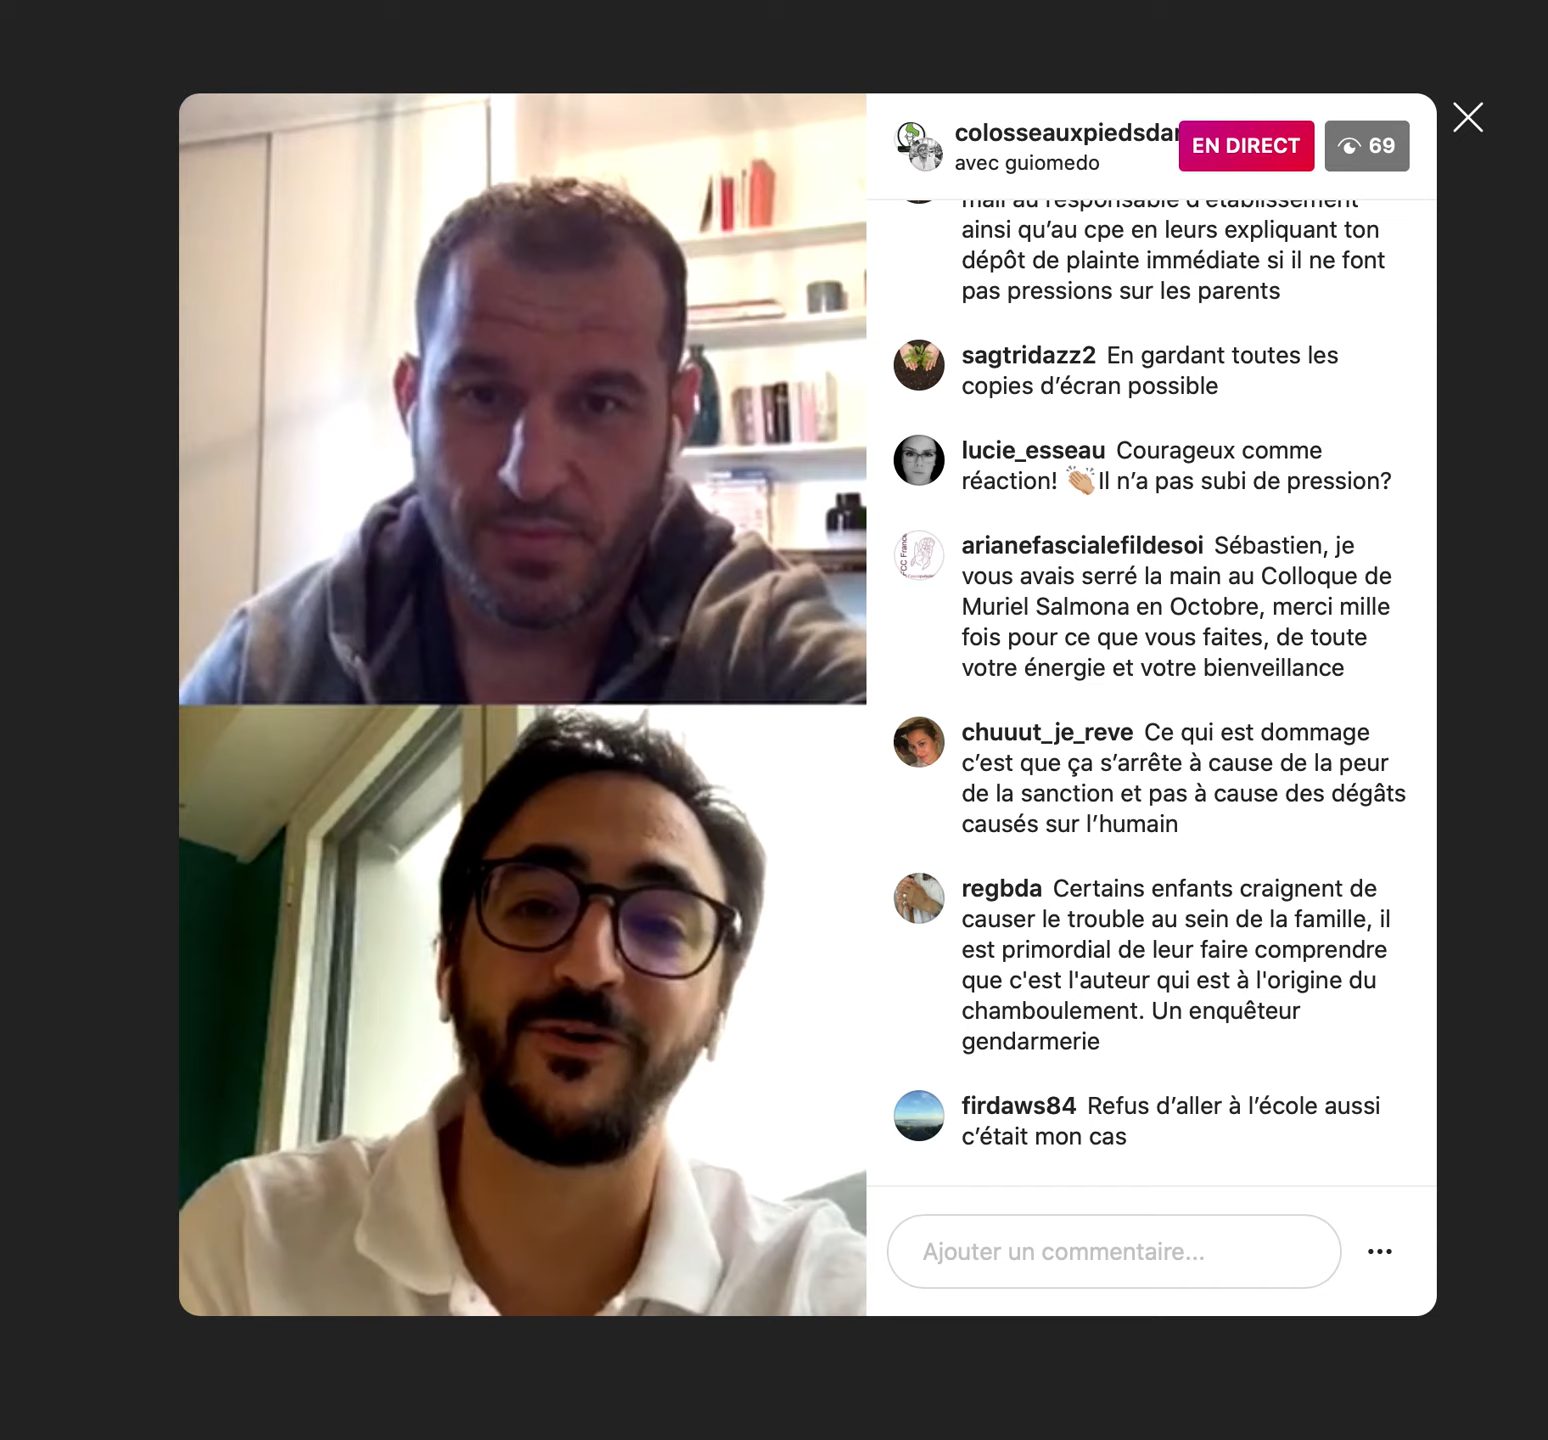 colosseauxpiedsdar
EN DIRECT
69
avec guiomedo
mail au responsable d'établissement
ainsi qu'au cpe en leurs expliquant ton
dépôt de plainte immédiate si il ne font
pas pressions sur les parents
sagtridazz2 En gardant toutes les
copies d'écran possible
lucie_esseau Courageux comme
réaction! 👏🏼Il n'a pas subi de pression?
arianefascialefildesoi Sébastien, je
vous avais serré la main au Colloque de
Muriel Salmona en Octobre, merci mille
fois pour ce que vous faites, de toute
votre énergie et votre bienveillance
chuuut_je_reve Ce qui est dommage
c'est que ça s'arrête à cause de la peur
de la sanction et pas à cause des dégâts
causés sur l'humain
regbda Certains enfants craignent de
causer le trouble au sein de la famille, il
est primordial de leur faire comprendre
que c'est l'auteur qui est à l'origine du
chamboulement. Un enquêteur
gendarmerie
firdaws84 Refus d'aller à l'école aussi
c'était mon cas
Ajouter un commentaire...